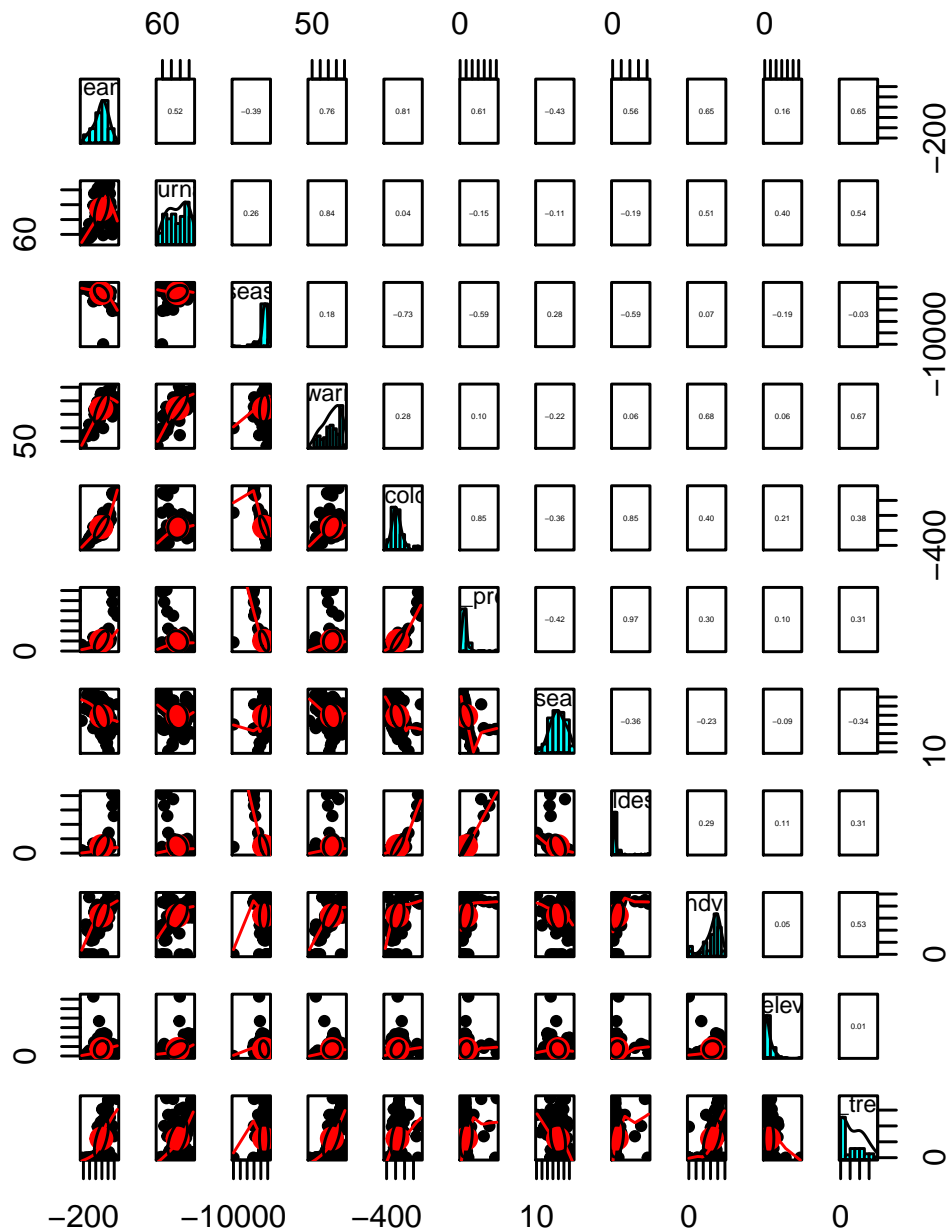 60 50 0 0 0
ear 0.52 −0.39 0.76 0.81 0.61 −0.43 0.56 0.65 0.16 0.65 −200
60 urn 0.26 0.84 0.04 −0.15 −0.11 −0.19 0.51 0.40 0.54
seas 0.18 −0.73 −0.59 0.28 −0.59 0.07 −0.19 −0.03 −10000
50 war 0.28 0.10 −0.22 0.06 0.68 0.06 0.67
cold 0.85 −0.36 0.85 0.40 0.21 0.38 −400
0 _pre −0.42 0.97 0.30 0.10 0.31
sea −0.36 −0.23 −0.09 −0.34 10
0 ldes 0.29 0.11 0.31
ndv 0.05 0.53 0
0 elev 0.01
_tre 0
−200 −10000 −400 10 0 0